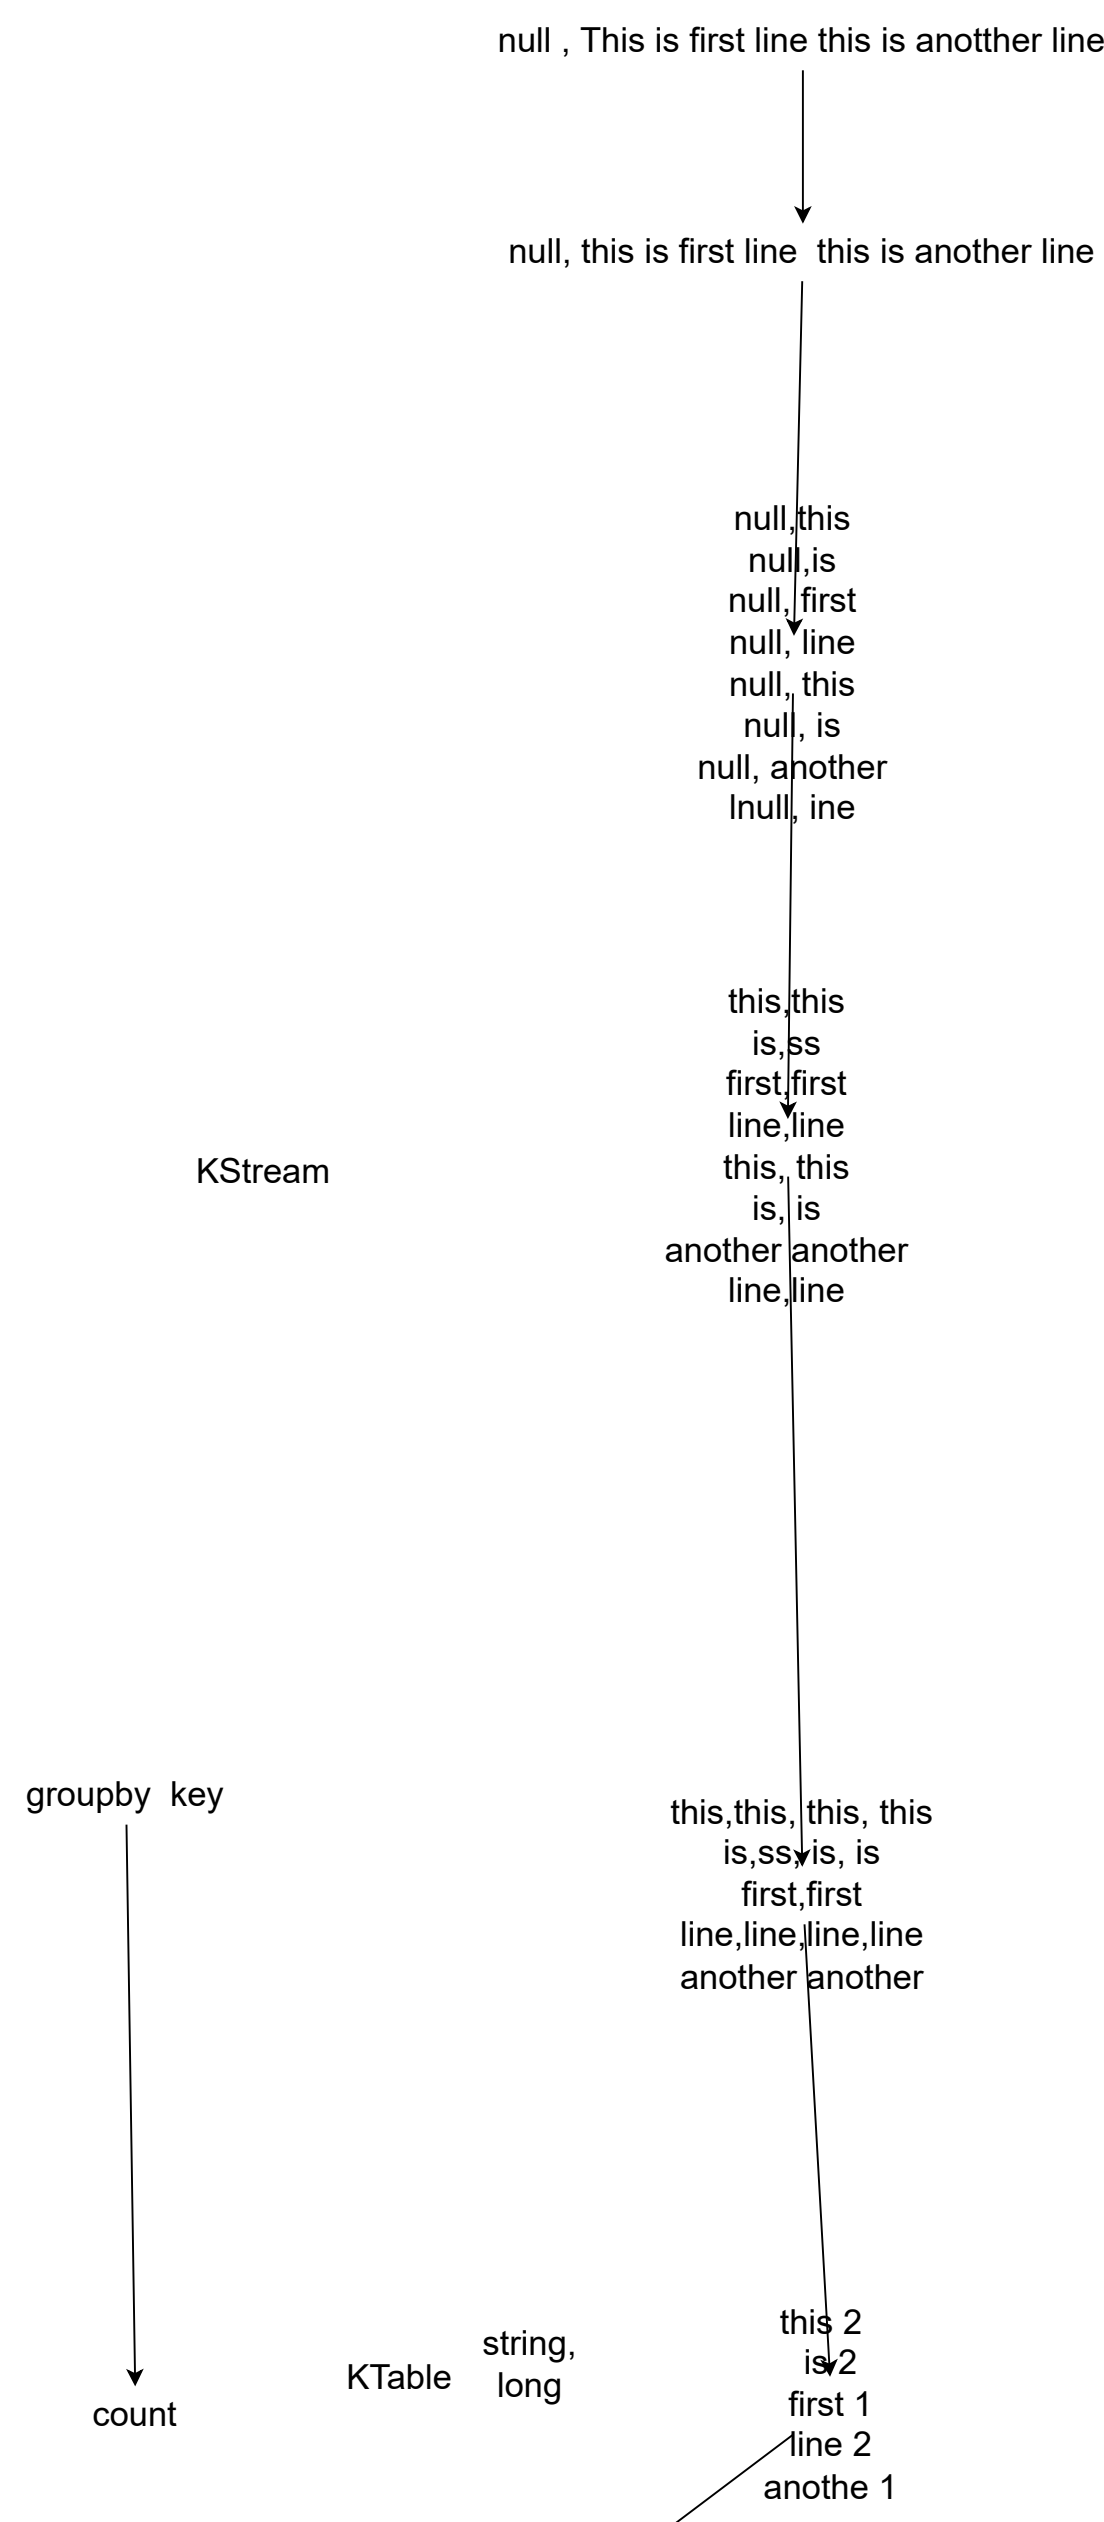 null , This is first line this is anotther line
null, this is first line  this is another line
null,this
null,is
null, first
null, line
null, this
null, is
null, another
lnull, ine
this,this
is,ss
first,first
line,line
this, this
is, is
another another
line,line
KStream
groupby  key
this,this, this, this
is,ss, is, is
first,first
line,line,line,line
another another
count
KTable
string,
long
this 2
is 2
first 1
line 2
anothe 1